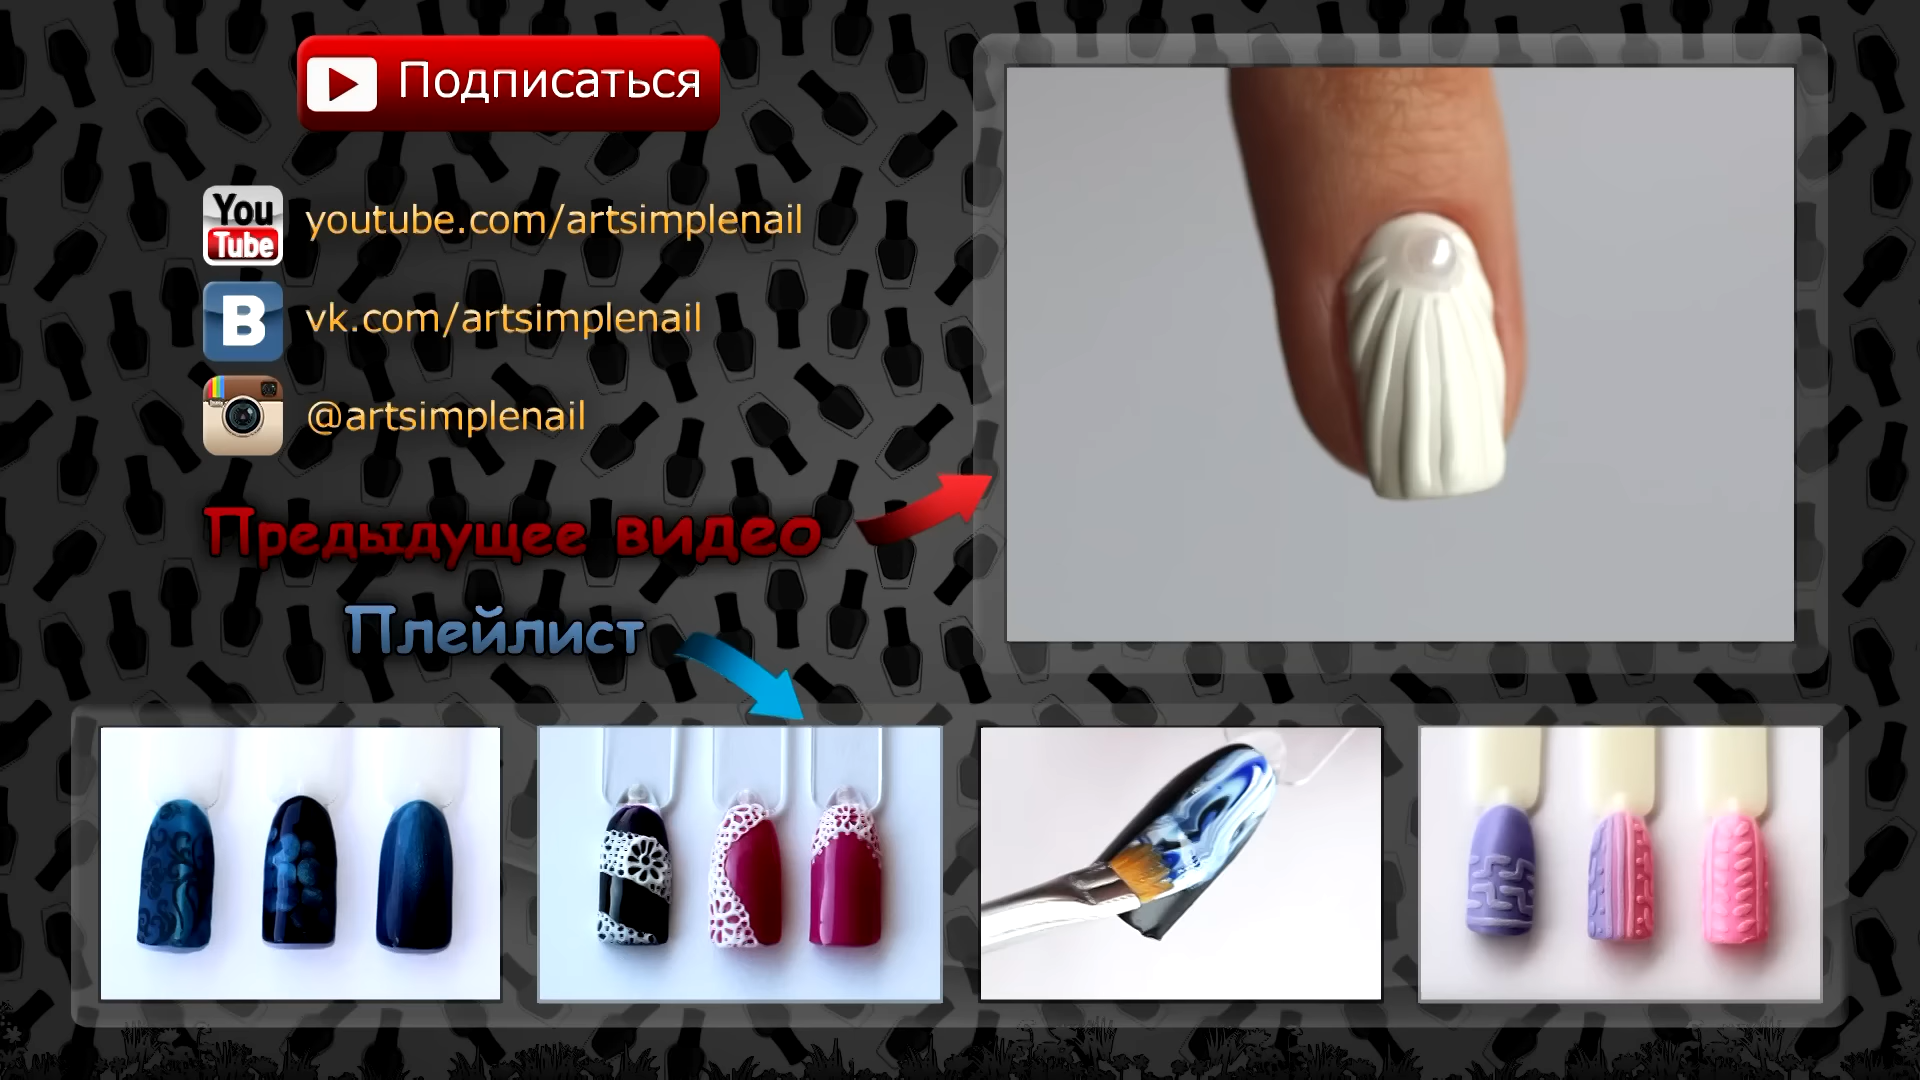 Подписаться
You
Tube
youtube.com/artsimplenail
B
vk.com/artsimplenail
@artsimplenail
Предыдущее видео
Плейлист